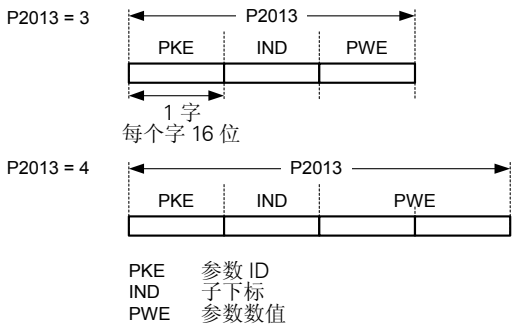 P2013 = 3 P2013
PKE IND PWE
1 字
每个字 16 位
P2013 = 4 P2013
PKE IND PWE
PKE 参数 ID
IND 子下标
PWE 参数数值